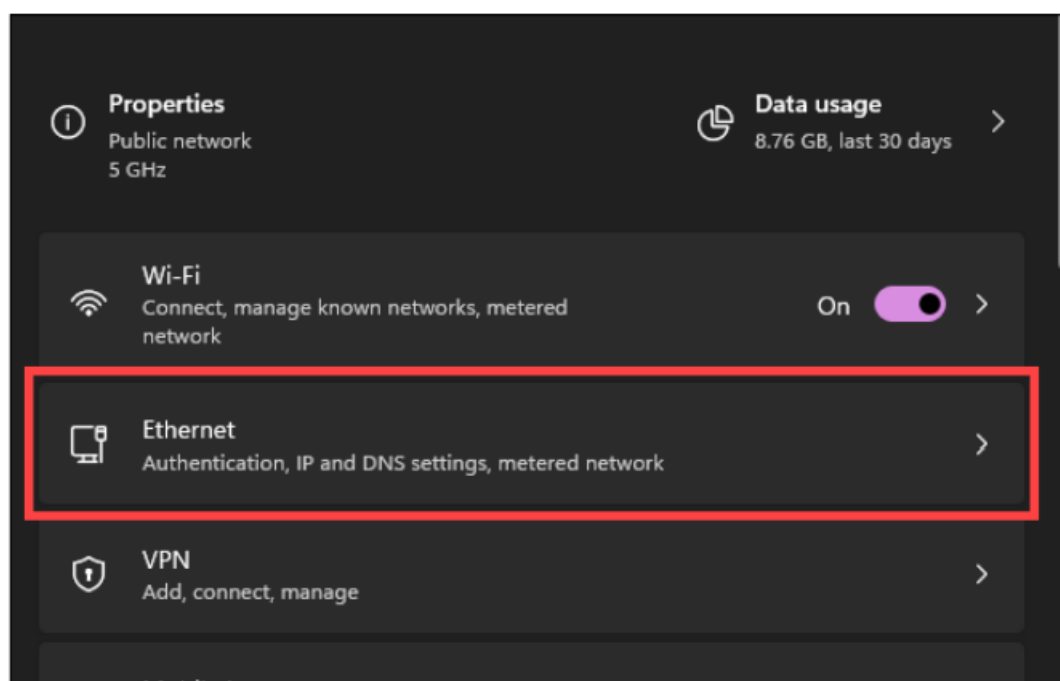 Properties
Public network
5 GHz
Data usage
8.76 GB, last 30 days
Wi-Fi
Connect, manage known networks, metered
network
On
Ethernet
Authentication, IP and DNS settings, metered network
VPN
Add, connect, manage